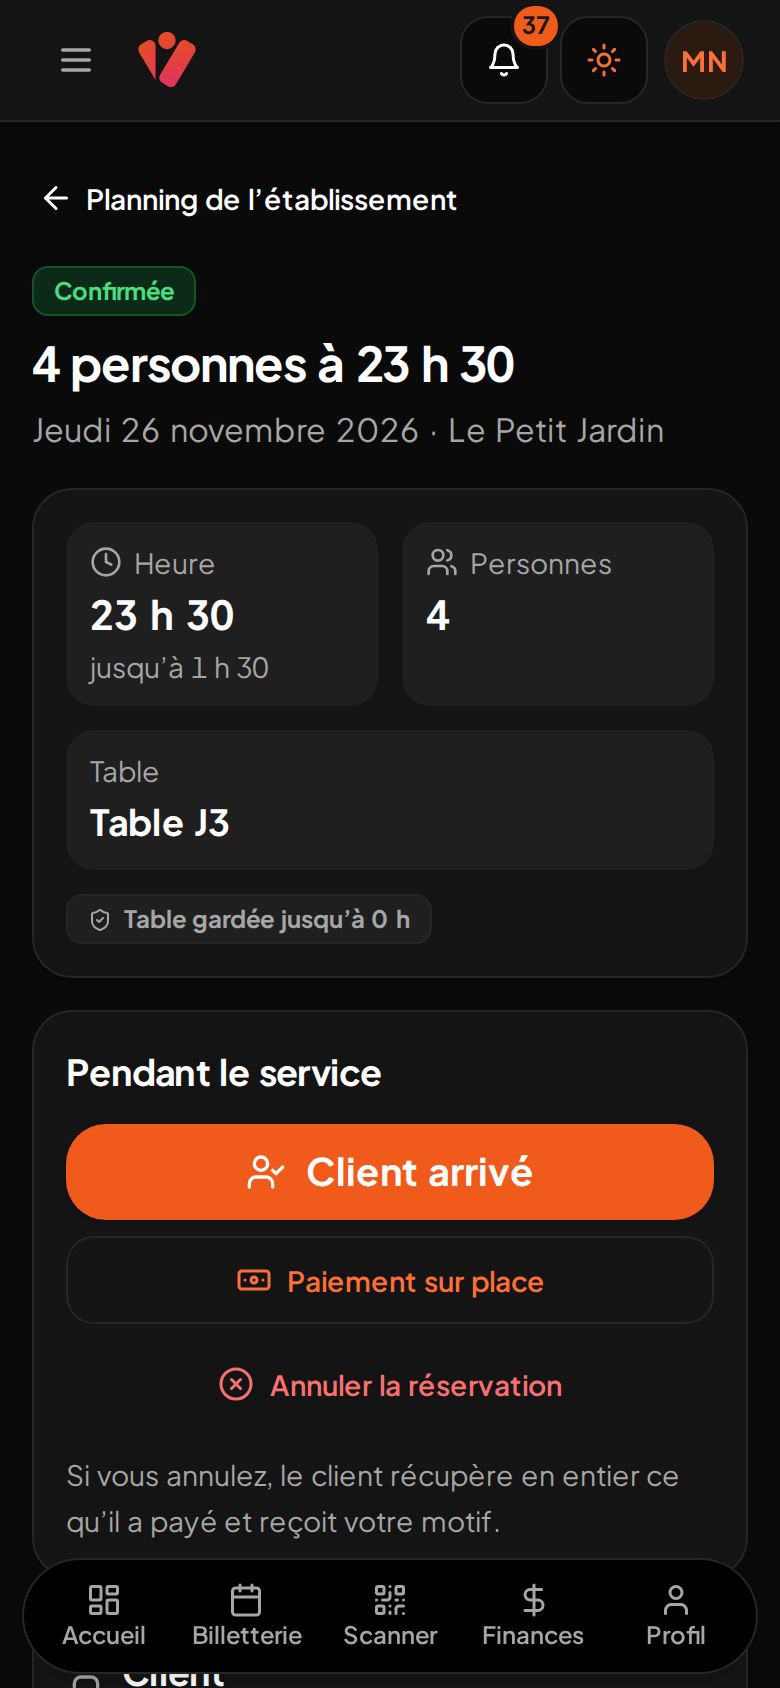 37
MN
Planning de l’établissement
Confirmée
4 personnes à 23 h 30
Jeudi 26 novembre 2026 · Le Petit Jardin
Heure
23 h 30
jusqu’à 1 h 30
Personnes
4
Table
Table J3
Table gardée jusqu’à 0 h
Pendant le service
Client arrivé
Paiement sur place
Annuler la réservation
Si vous annulez, le client récupère en entier ce
qu’il a payé et reçoit votre motif.
Accueil
Billetterie
Scanner
Finances
Profil
Client